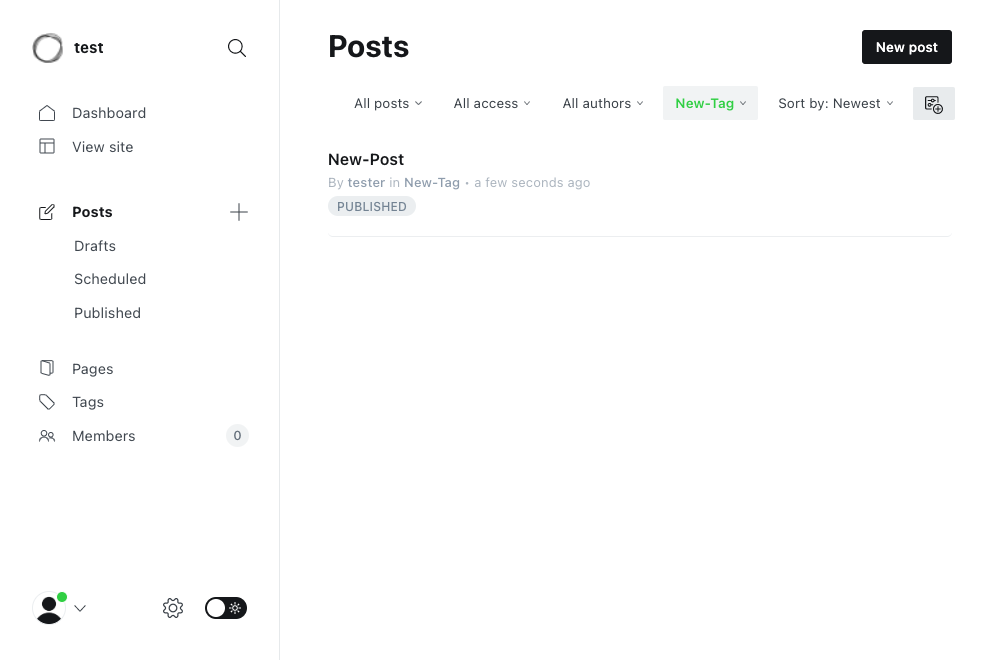 test
Dashboard
View site
Posts
Drafts
Scheduled
Published
Pages
Tags
Members 0
Posts
New post
All posts All access All authors New-Tag Sort by: Newest
New-Post
By tester in New-Tag • a few seconds ago
PUBLISHED